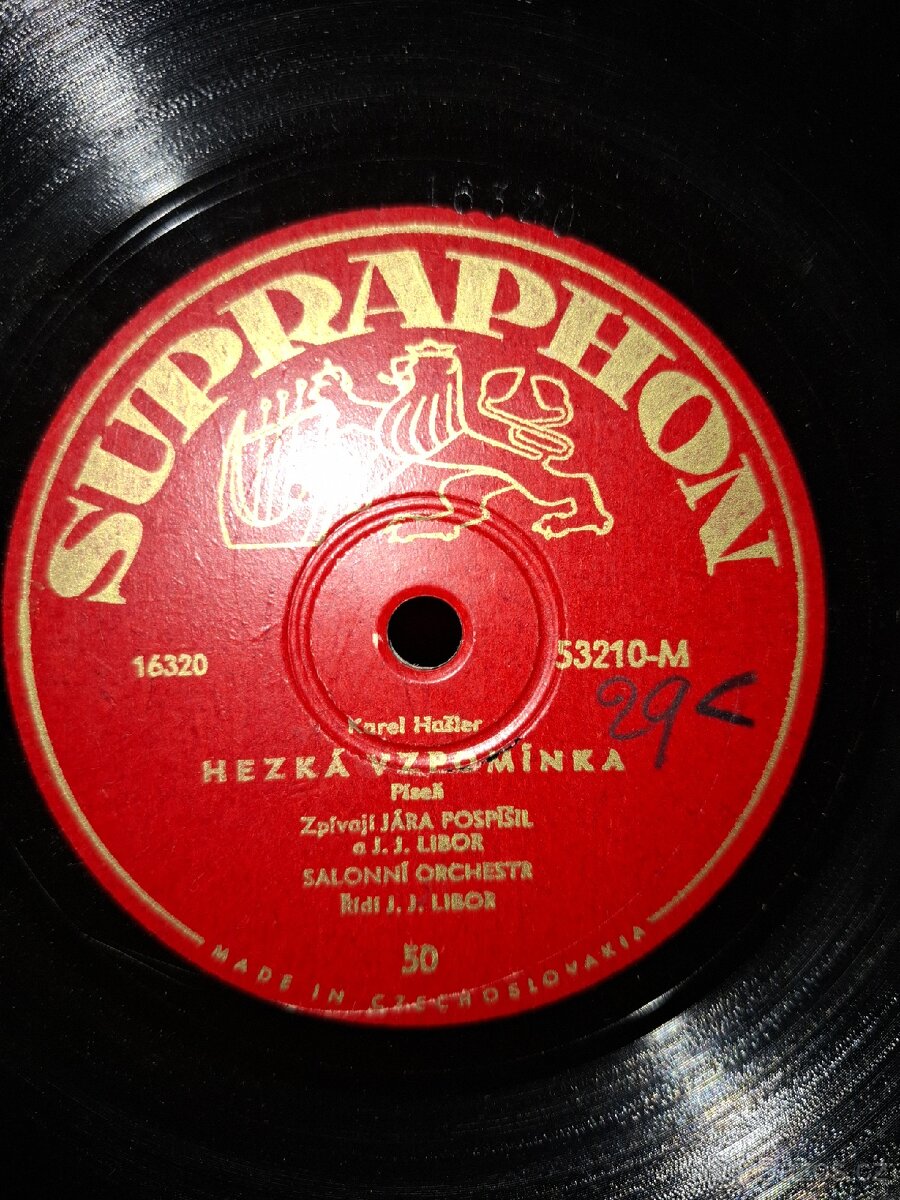 16320
SUPRAPHON
16320
53210-M
29<
Karel Hašler
HEZKÁ VZPOMÍNKA
Píseň
Zpívají JÁRA POSPÍŠIL
a J. J. LIBOR
SALONNÍ ORCHESTR
Řídí J. J. LIBOR
50
MADE IN CZECHOSLOVAKIA